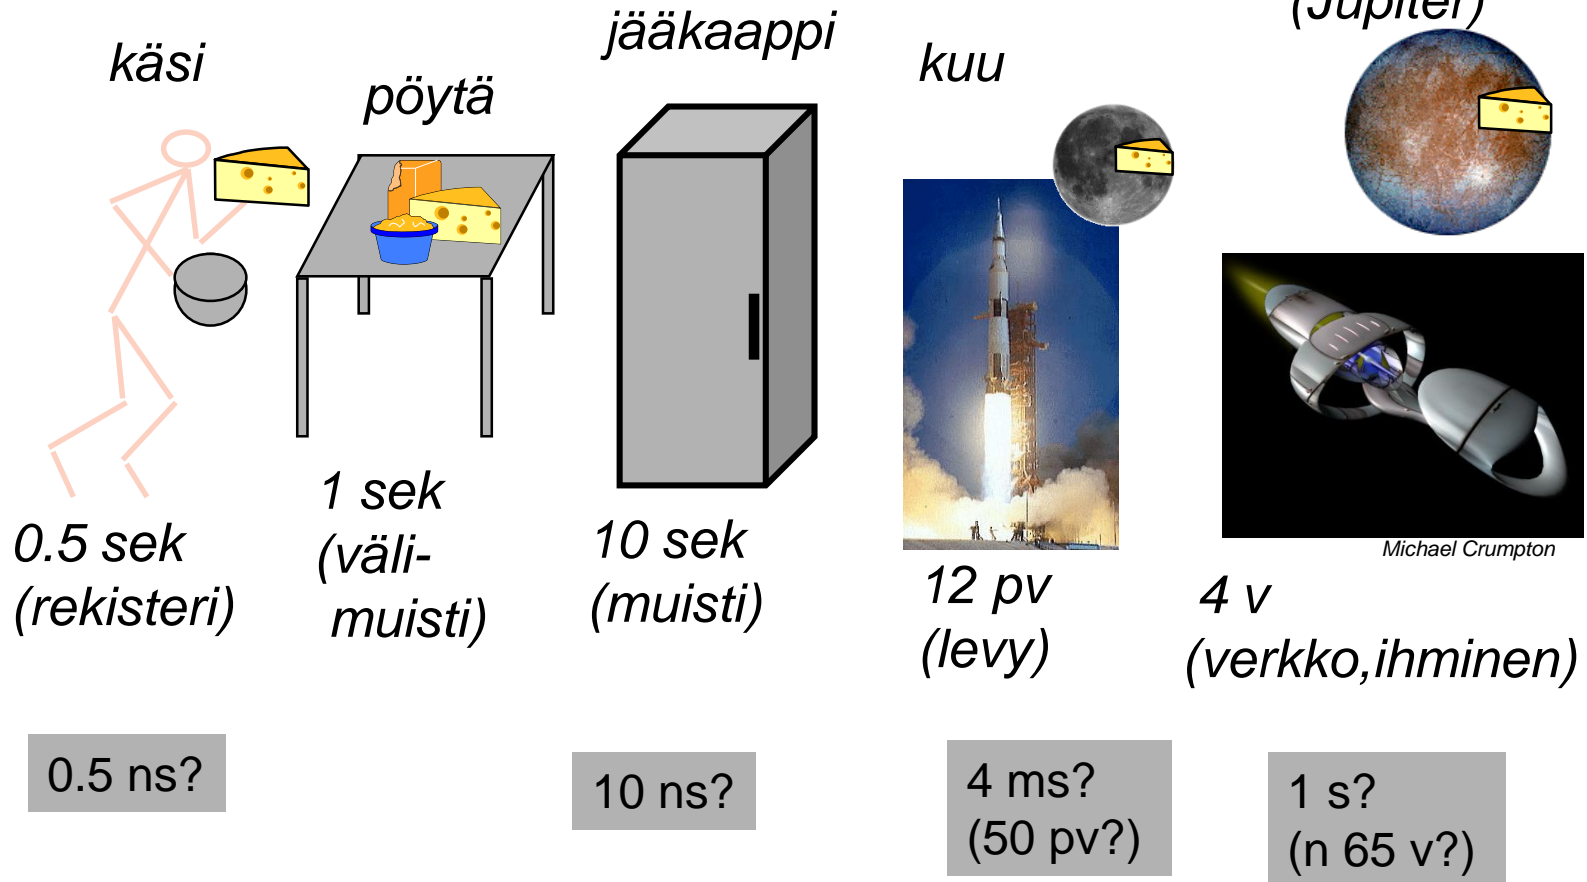 (Jupiter)
jääkaappi
käsi
kuu
pöytä
1 sek
(väli-
muisti)
0.5 sek
(rekisteri)
10 sek
(muisti)
Michael Crumpton
12 pv
(levy)
4 v
(verkko,ihminen)
0.5 ns?
10 ns?
4 ms?
(50 pv?)
1 s?
(n 65 v?)